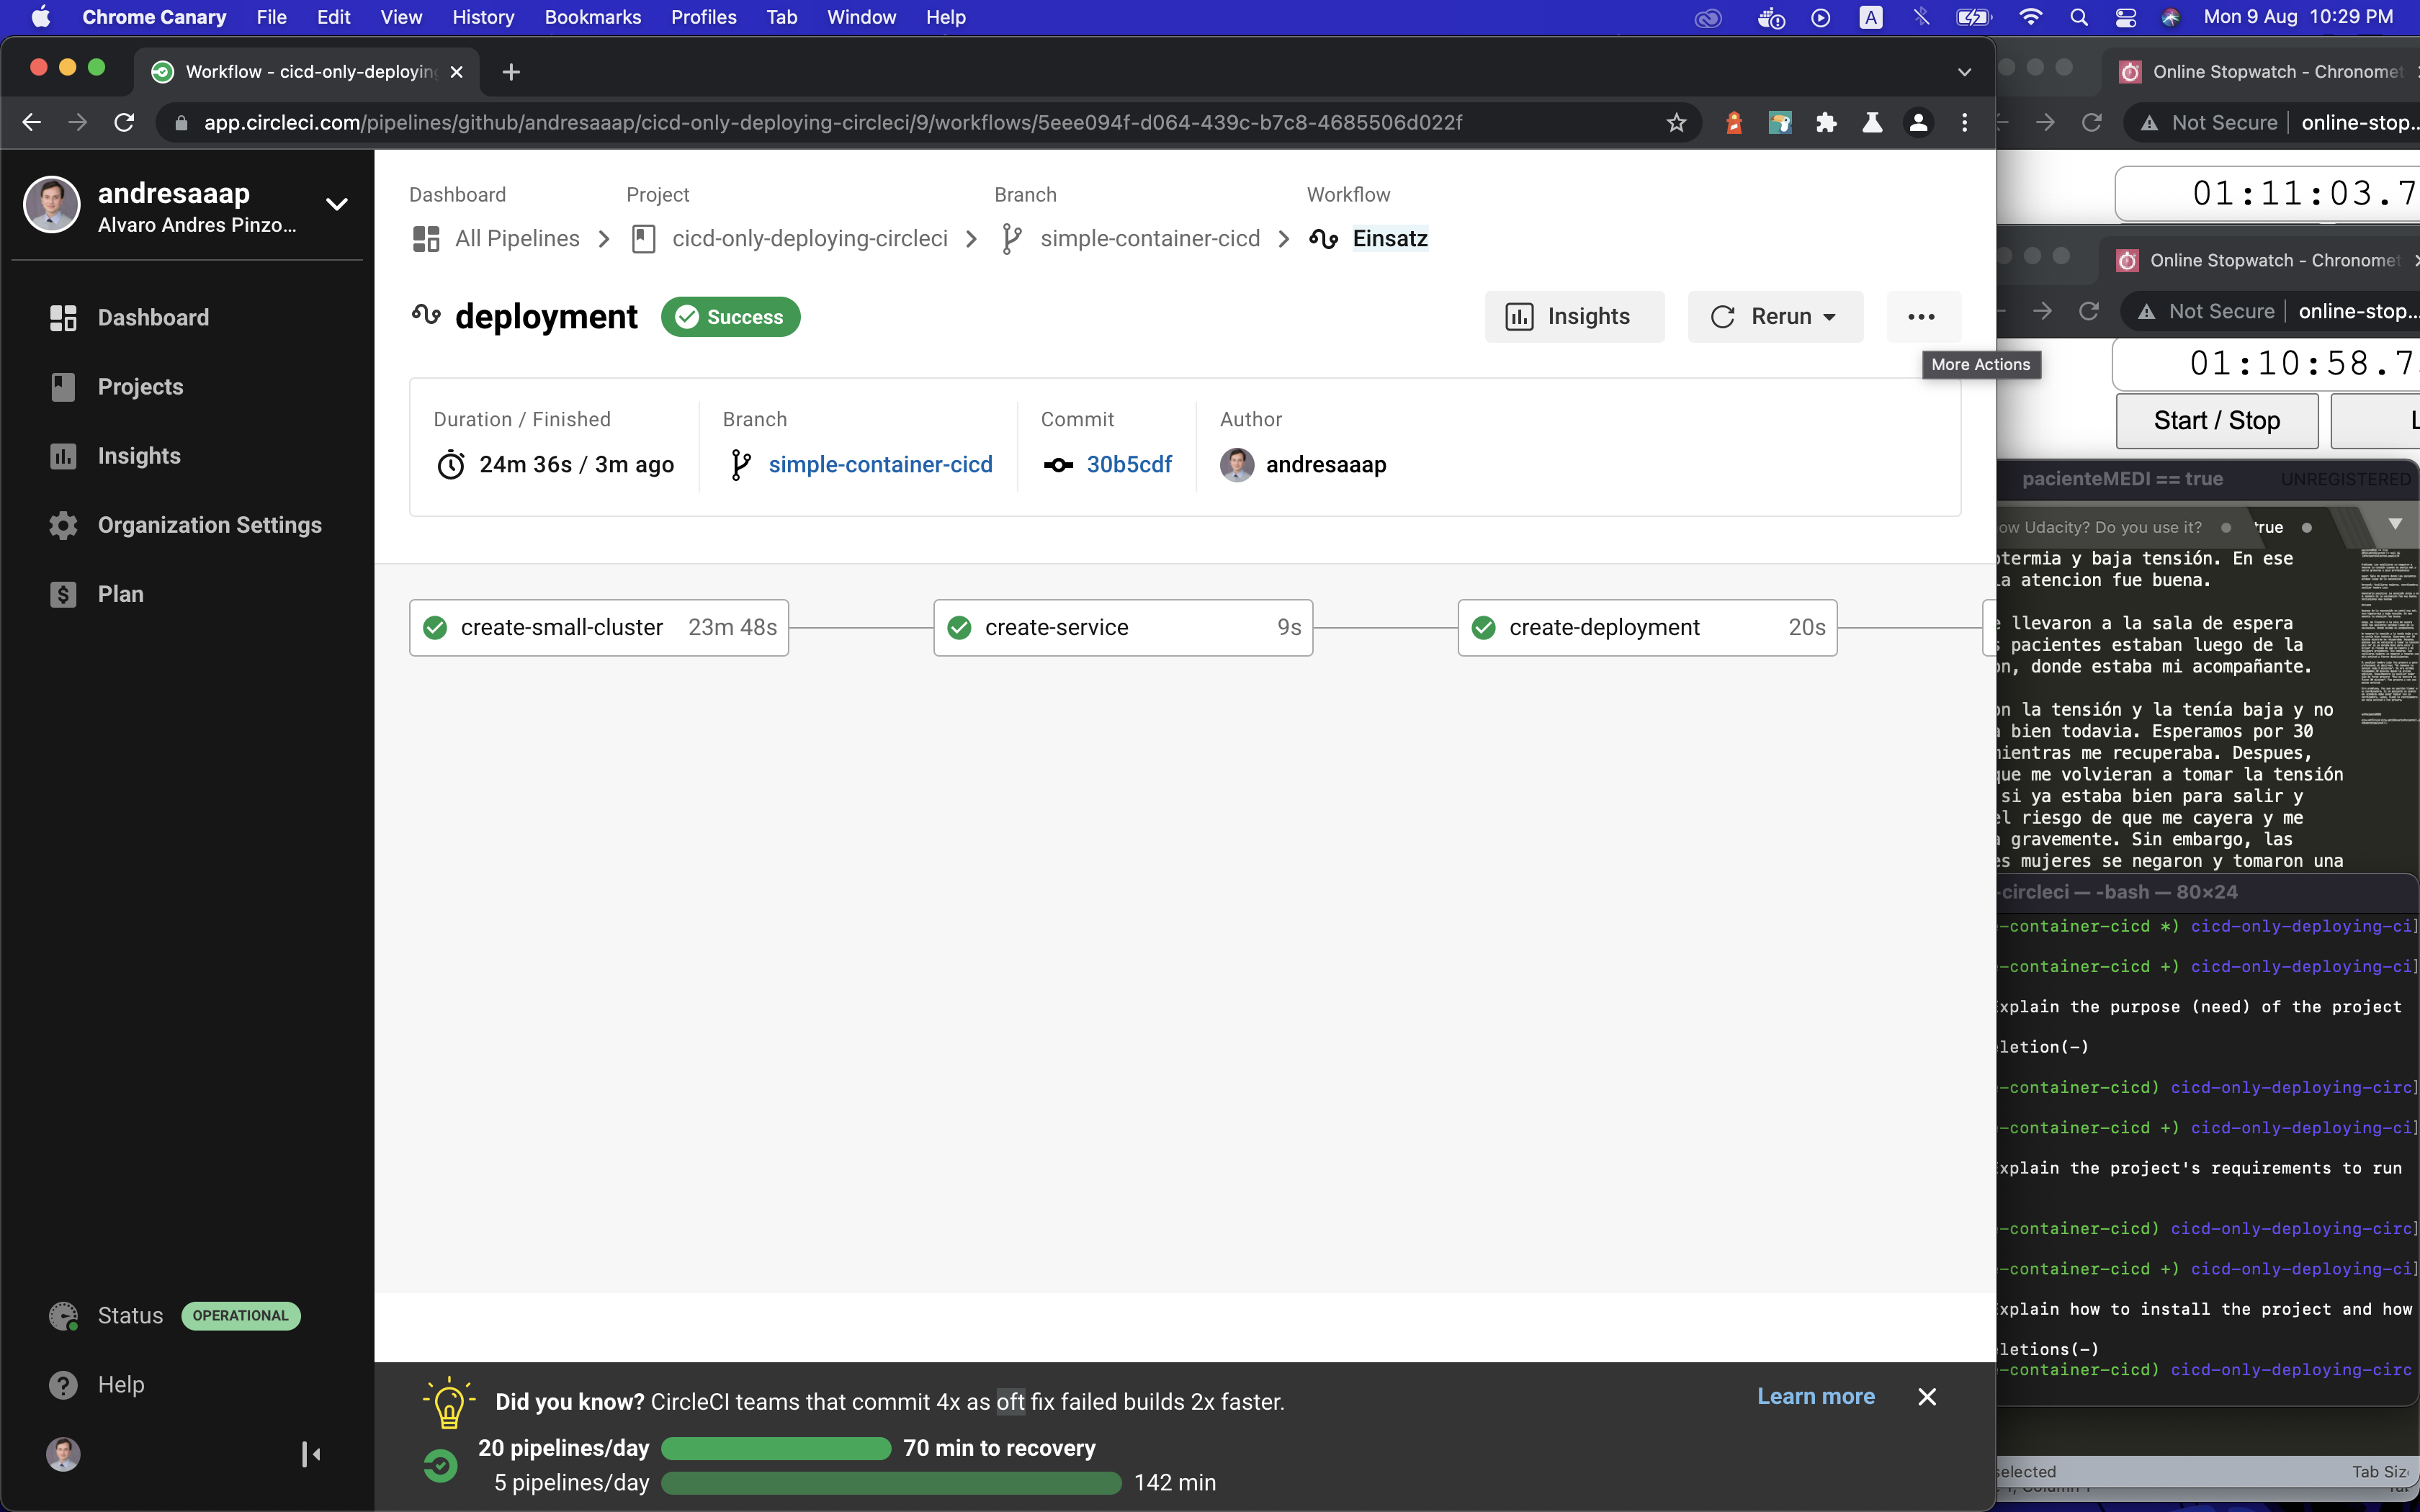 Chrome Canary File Edit View History Bookmarks Profiles Tab Window Help
A
Mon 9 Aug 10:29 PM
Workflow - cicd-only-deploying
app.circleci.com/pipelines/github/andresaaap/cicd-only-deploying-circleci/9/workflows/5eee094f-d064-439c-b7c8-4685506d022f
andresaaap
Alvaro Andres Pinzo...
Dashboard
Projects
Insights
Organization Settings
Plan
Status OPERATIONAL
Help
Dashboard Project Branch Workflow
All Pipelines cicd-only-deploying-circleci simple-container-cicd Einsatz
deployment Success
Insights Rerun
More Actions
Duration / Finished Branch Commit Author
24m 36s / 3m ago simple-container-cicd 30b5cdf andresaaap
create-small-cluster 23m 48s create-service 9s create-deployment 20s
Did you know? CircleCI teams that commit 4x as oft fix failed builds 2x faster.
Learn more
20 pipelines/day 70 min to recovery
5 pipelines/day 142 min
Online Stopwatch - Chronomet
Not Secure online-stop...
01:11:03.7
Online Stopwatch - Chronomet
Not Secure online-stop...
01:10:58.7
Start / Stop L
pacienteMEDI == true UNREGISTERED
ow Udacity? Do you use it? true
otermia y baja tensión. En ese
la atencion fue buena.
e llevaron a la sala de espera
s pacientes estaban luego de la
on, donde estaba mi acompañante.
on la tensión y la tenía baja y no
a bien todavia. Esperamos por 30
mientras me recuperaba. Despues,
que me volvieran a tomar la tensión
si ya estaba bien para salir y
el riesgo de que me cayera y me
a gravemente. Sin embargo, las
es mujeres se negaron y tomaron una
-circleci — -bash — 80×24
-container-cicd *) cicd-only-deploying-ci]
-container-cicd +) cicd-only-deploying-ci]
Explain the purpose (need) of the project
letion(-)
-container-cicd) cicd-only-deploying-circ]
-container-cicd +) cicd-only-deploying-ci]
Explain the project's requirements to run
-container-cicd) cicd-only-deploying-circ]
-container-cicd +) cicd-only-deploying-ci]
Explain how to install the project and how
letions(-)
-container-cicd) cicd-only-deploying-circ
selected Tab Siz